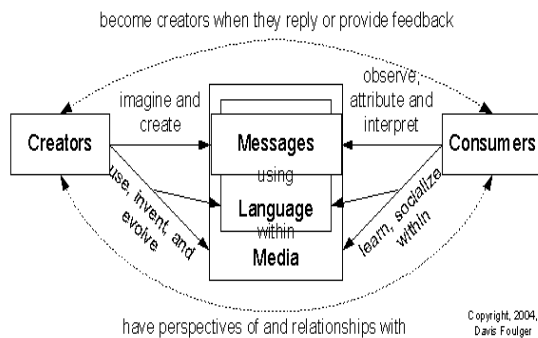 become creators when they reply or provide feedback
imagine and
create
observe,
attribute and
interpret
Creators
Messages
Consumers
using
Language
within
Media
use, invent, and
evolve
learn, socialize
within
have perspectives of and relationships with
Copyright, 2004,
Davis Foulger